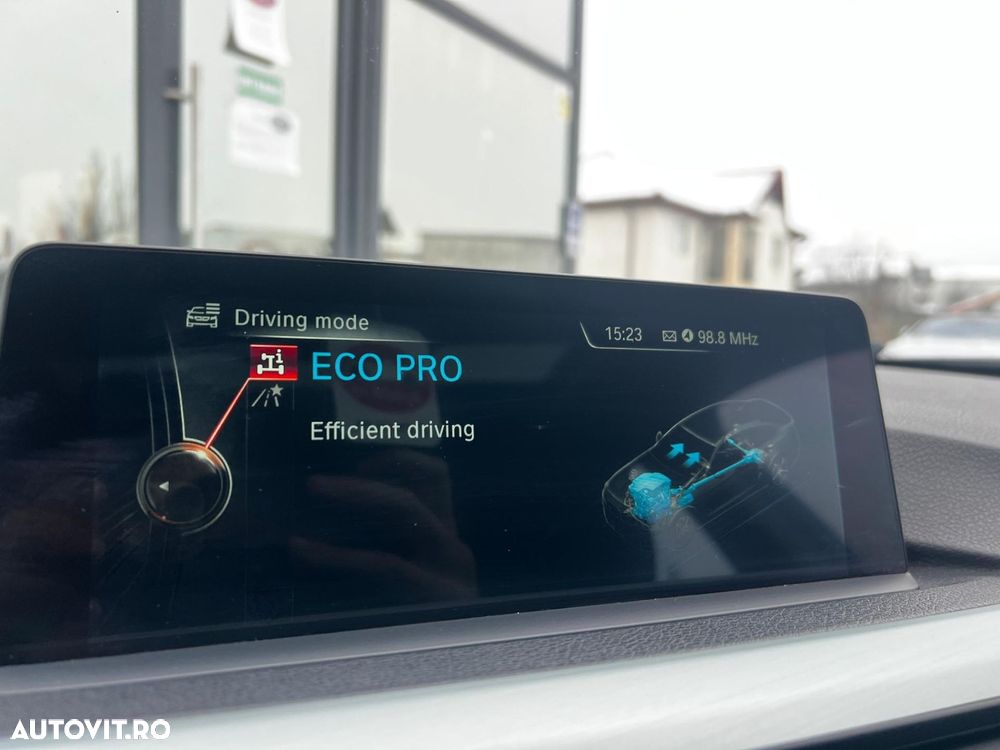 Driving mode
15:23 98.8 MHz
ECO PRO
Efficient driving
AUTOVIT.RO